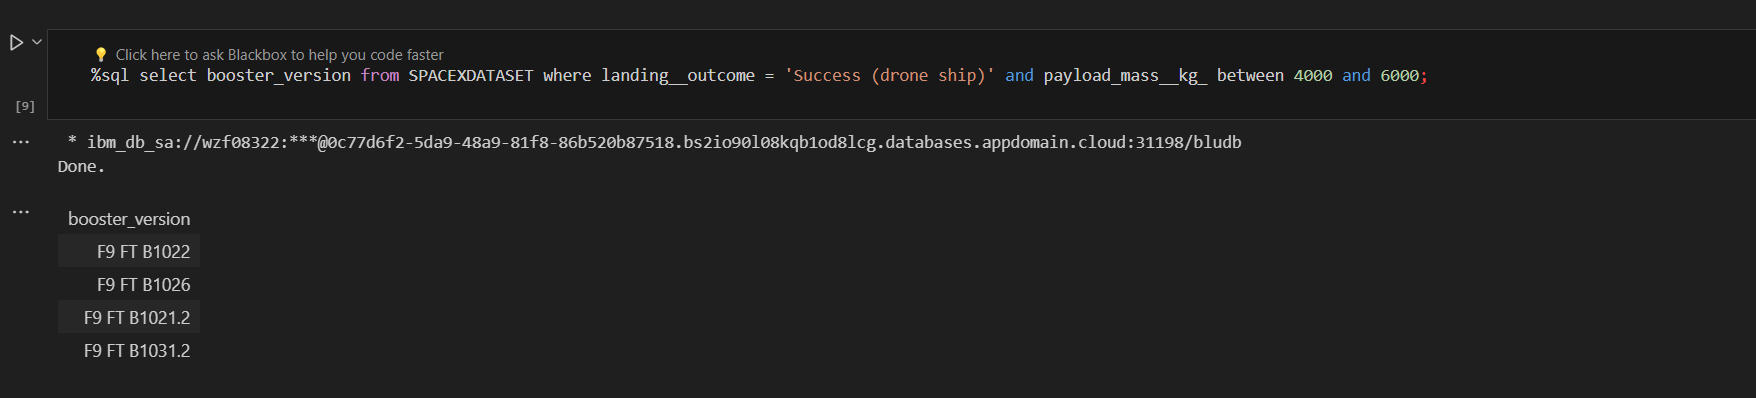 Click here to ask Blackbox to help you code faster
%sql select booster_version from SPACEXDATASET where landing__outcome = 'Success (drone ship)' and payload_mass__kg_ between 4000 and 6000;
[9]
* ibm_db_sa://wzf08322:***@0c77d6f2-5da9-48a9-81f8-86b520b87518.bs2io90l08kqb1od8lcg.databases.appdomain.cloud:31198/bludb
Done.
booster_version
F9 FT B1022
F9 FT B1026
F9 FT B1021.2
F9 FT B1031.2